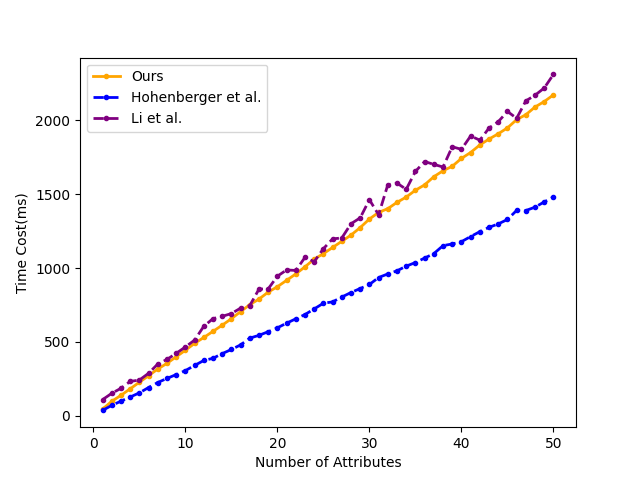 Ours
Hohenberger et al.
Li et al.
Time Cost(ms)
2000
1500
1000
500
0
0 10 20 30 40 50
Number of Attributes